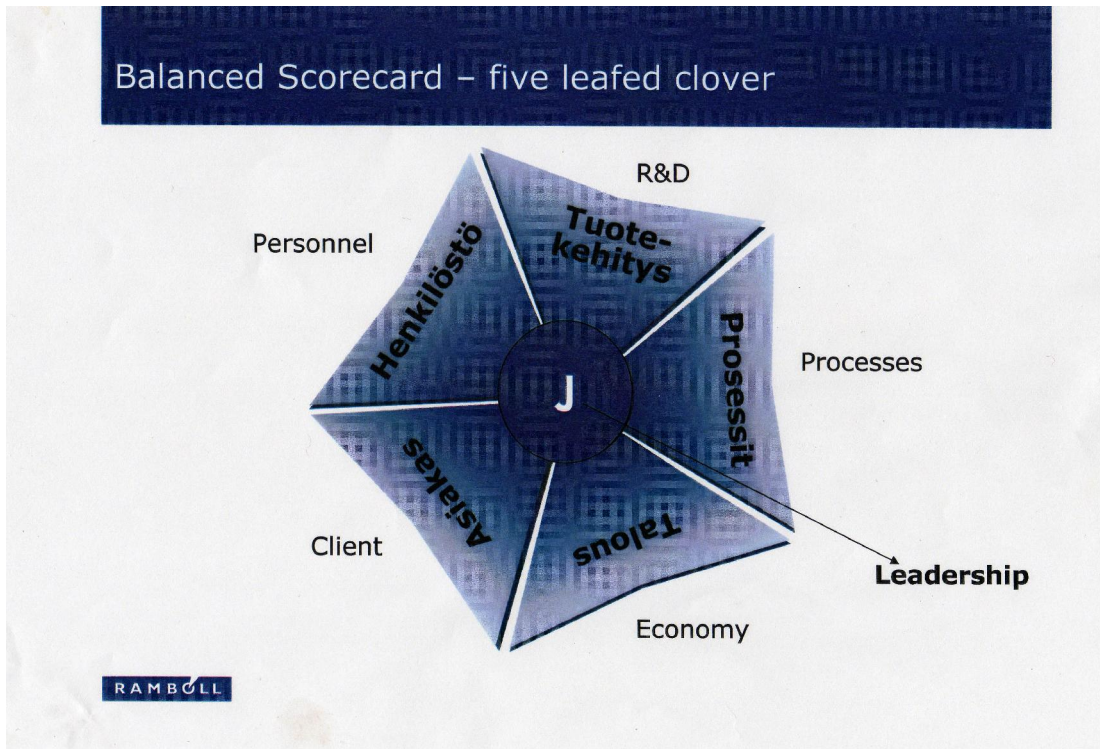 Balanced Scorecard – five leafed clover
R&D
Tuote-
kehitys
Personnel
Henkilöstö
Prosessit
Processes
J
Asiakas
Client
Talous
Economy
Leadership
RAMBOLL